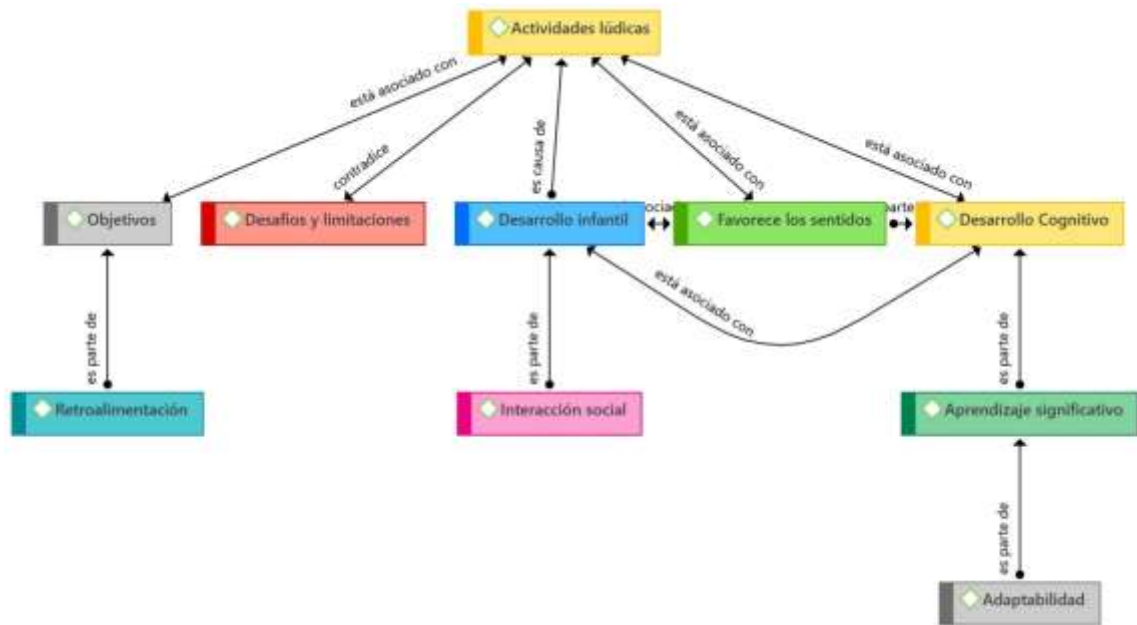 Actividades lúdicas
está asociado con
contradice
es causa de
está asociado con
está asociado con
Objetivos
Desafíos y limitaciones
Desarrollo infantil
Favorece los sentidos
parte
Desarrollo Cognitivo
está asociado con
es parte de
es parte de
es parte de
Retroalimentación
Interacción social
Aprendizaje significativo
es parte de
Adaptabilidad